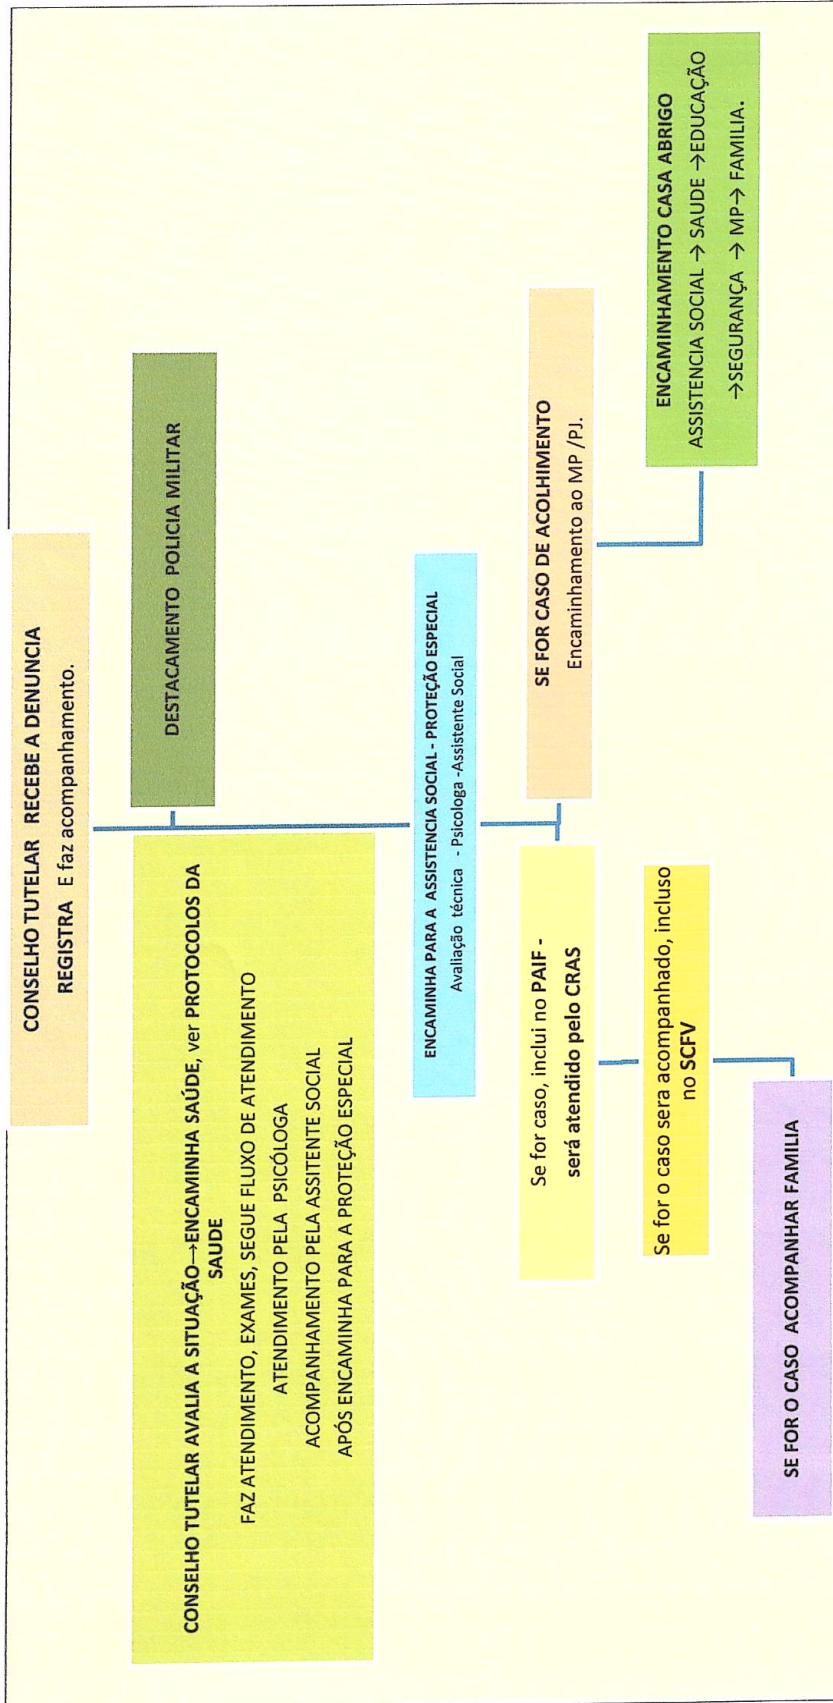 CONSELHO TUTELAR RECEBE A DENUNCIA
REGISTRA E faz acompanhamento.
CONSELHO TUTELAR AVALIA A SITUAÇÃO→ENCAMINHA SAÚDE, ver PROTOCOLOS DA
SAUDE
FAZ ATENDIMENTO, EXAMES, SEGUE FLUXO DE ATENDIMENTO
ATENDIMENTO PELA PSICÓLOGA
ACOMPANHAMENTO PELA ASSITENTE SOCIAL
APÓS ENCAMINHA PARA A PROTEÇÃO ESPECIAL
DESTACAMENTO POLICIA MILITAR
ENCAMINHA PARA A ASSISTENCIA SOCIAL - PROTEÇÃO ESPECIAL
Avaliação técnica - Psicologa -Assistente Social
Se for caso, inclui no PAIF -
será atendido pelo CRAS
SE FOR CASO DE ACOLHIMENTO
Encaminhamento ao MP /PJ.
Se for o caso sera acompanhado, incluso
no SCFV
ENCAMINHAMENTO CASA ABRIGO
ASSISTENCIA SOCIAL → SAUDE →EDUCAÇÃO
→SEGURANÇA → MP→ FAMILIA.
SE FOR O CASO ACOMPANHAR FAMILIA